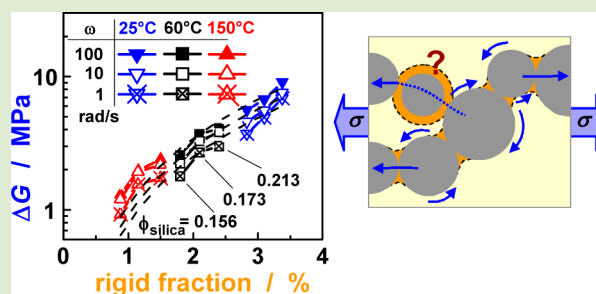 ω 25°C 60°C 150°C
100
10
1
rad/s
10
1
ΔG / MPa
0.213
0.173
ϕsilica = 0.156
0 1 2 3 4
rigid fraction / %
?
σ σ